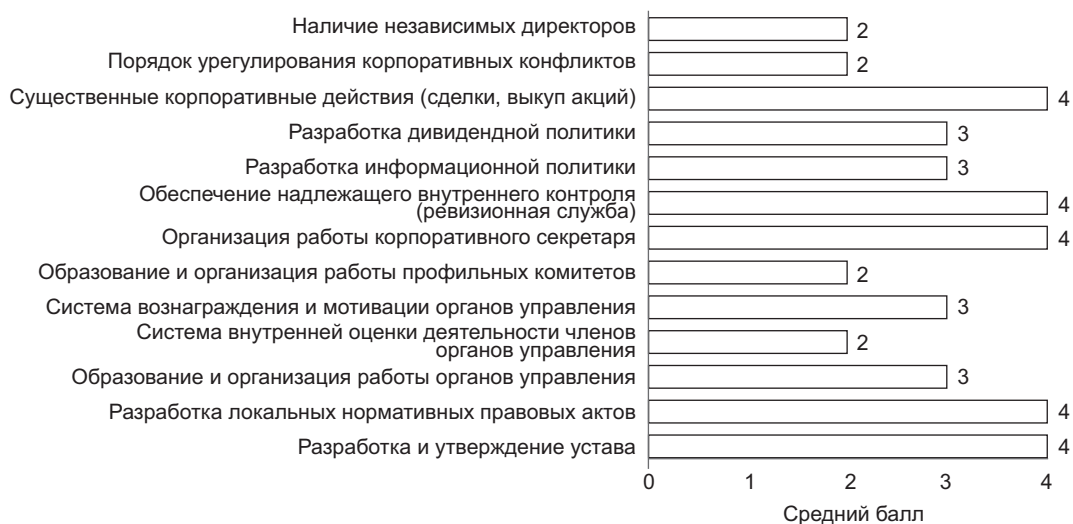 Наличие независимых директоров 2
Порядок урегулирования корпоративных конфликтов 2
Существенные корпоративные действия (сделки, выкуп акций) 4
Разработка дивидендной политики 3
Разработка информационной политики 3
Обеспечение надлежащего внутреннего контроля
(ревизионная служба) 4
Организация работы корпоративного секретаря 4
Образование и организация работы профильных комитетов 2
Система вознаграждения и мотивации органов управления 3
Система внутренней оценки деятельности членов
органов управления 2
Образование и организация работы органов управления 3
Разработка локальных нормативных правовых актов 4
Разработка и утверждение устава 4
0 1 2 3 4
Средний балл